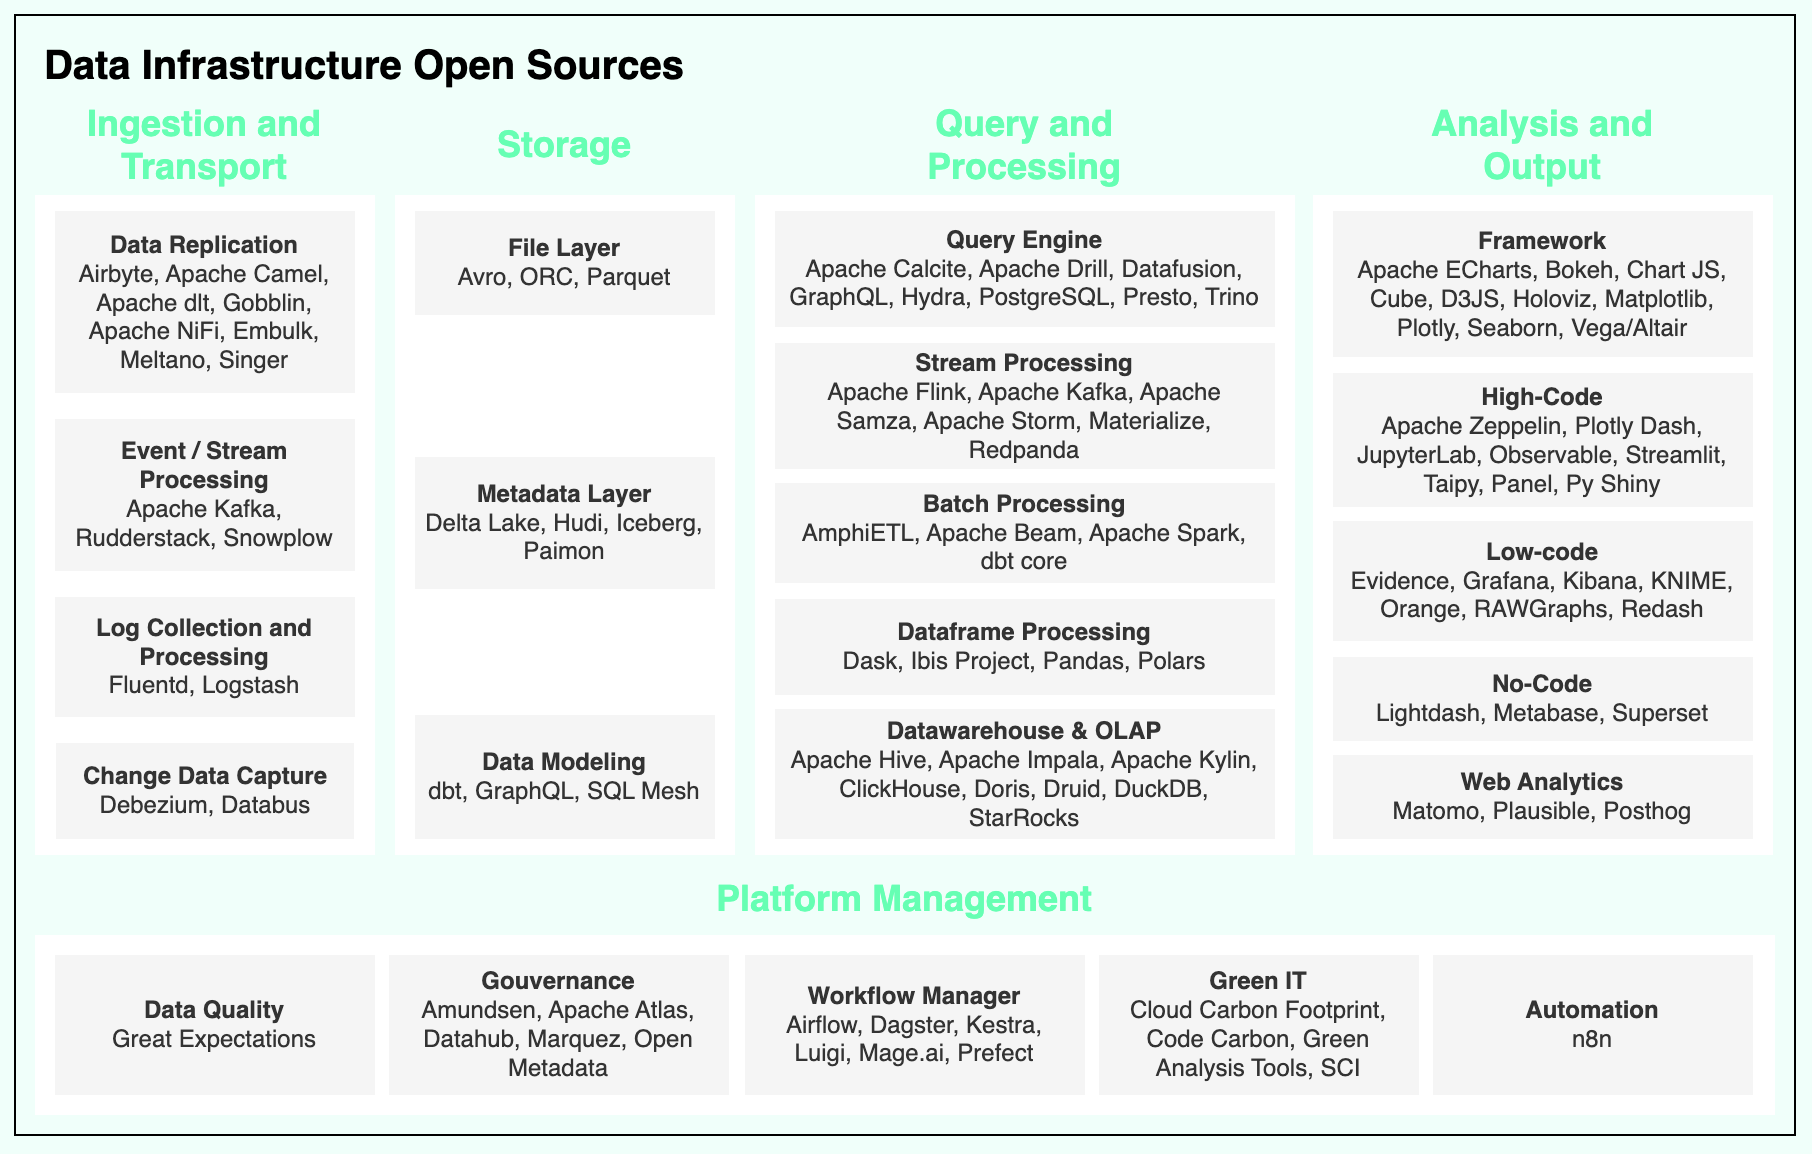 Data Infrastructure Open Sources
Ingestion and
Transport
Data Replication
Airbyte, Apache Camel,
Apache dlt, Gobblin,
Apache NiFi, Embulk,
Meltano, Singer
Event / Stream
Processing
Apache Kafka,
Rudderstack, Snowplow
Log Collection and
Processing
Fluentd, Logstash
Change Data Capture
Debezium, Databus
Storage
File Layer
Avro, ORC, Parquet
Metadata Layer
Delta Lake, Hudi, Iceberg,
Paimon
Data Modeling
dbt, GraphQL, SQL Mesh
Query and
Processing
Query Engine
Apache Calcite, Apache Drill, Datafusion,
GraphQL, Hydra, PostgreSQL, Presto, Trino
Stream Processing
Apache Flink, Apache Kafka, Apache
Samza, Apache Storm, Materialize,
Redpanda
Batch Processing
AmphiETL, Apache Beam, Apache Spark,
dbt core
Dataframe Processing
Dask, Ibis Project, Pandas, Polars
Datawarehouse & OLAP
Apache Hive, Apache Impala, Apache Kylin,
ClickHouse, Doris, Druid, DuckDB,
StarRocks
Analysis and
Output
Framework
Apache ECharts, Bokeh, Chart JS,
Cube, D3JS, Holoviz, Matplotlib,
Plotly, Seaborn, Vega/Altair
High-Code
Apache Zeppelin, Plotly Dash,
JupyterLab, Observable, Streamlit,
Taipy, Panel, Py Shiny
Low-code
Evidence, Grafana, Kibana, KNIME,
Orange, RAWGraphs, Redash
No-Code
Lightdash, Metabase, Superset
Web Analytics
Matomo, Plausible, Posthog
Platform Management
Data Quality
Great Expectations
Gouvernance
Amundsen, Apache Atlas,
Datahub, Marquez, Open
Metadata
Workflow Manager
Airflow, Dagster, Kestra,
Luigi, Mage.ai, Prefect
Green IT
Cloud Carbon Footprint,
Code Carbon, Green
Analysis Tools, SCI
Automation
n8n